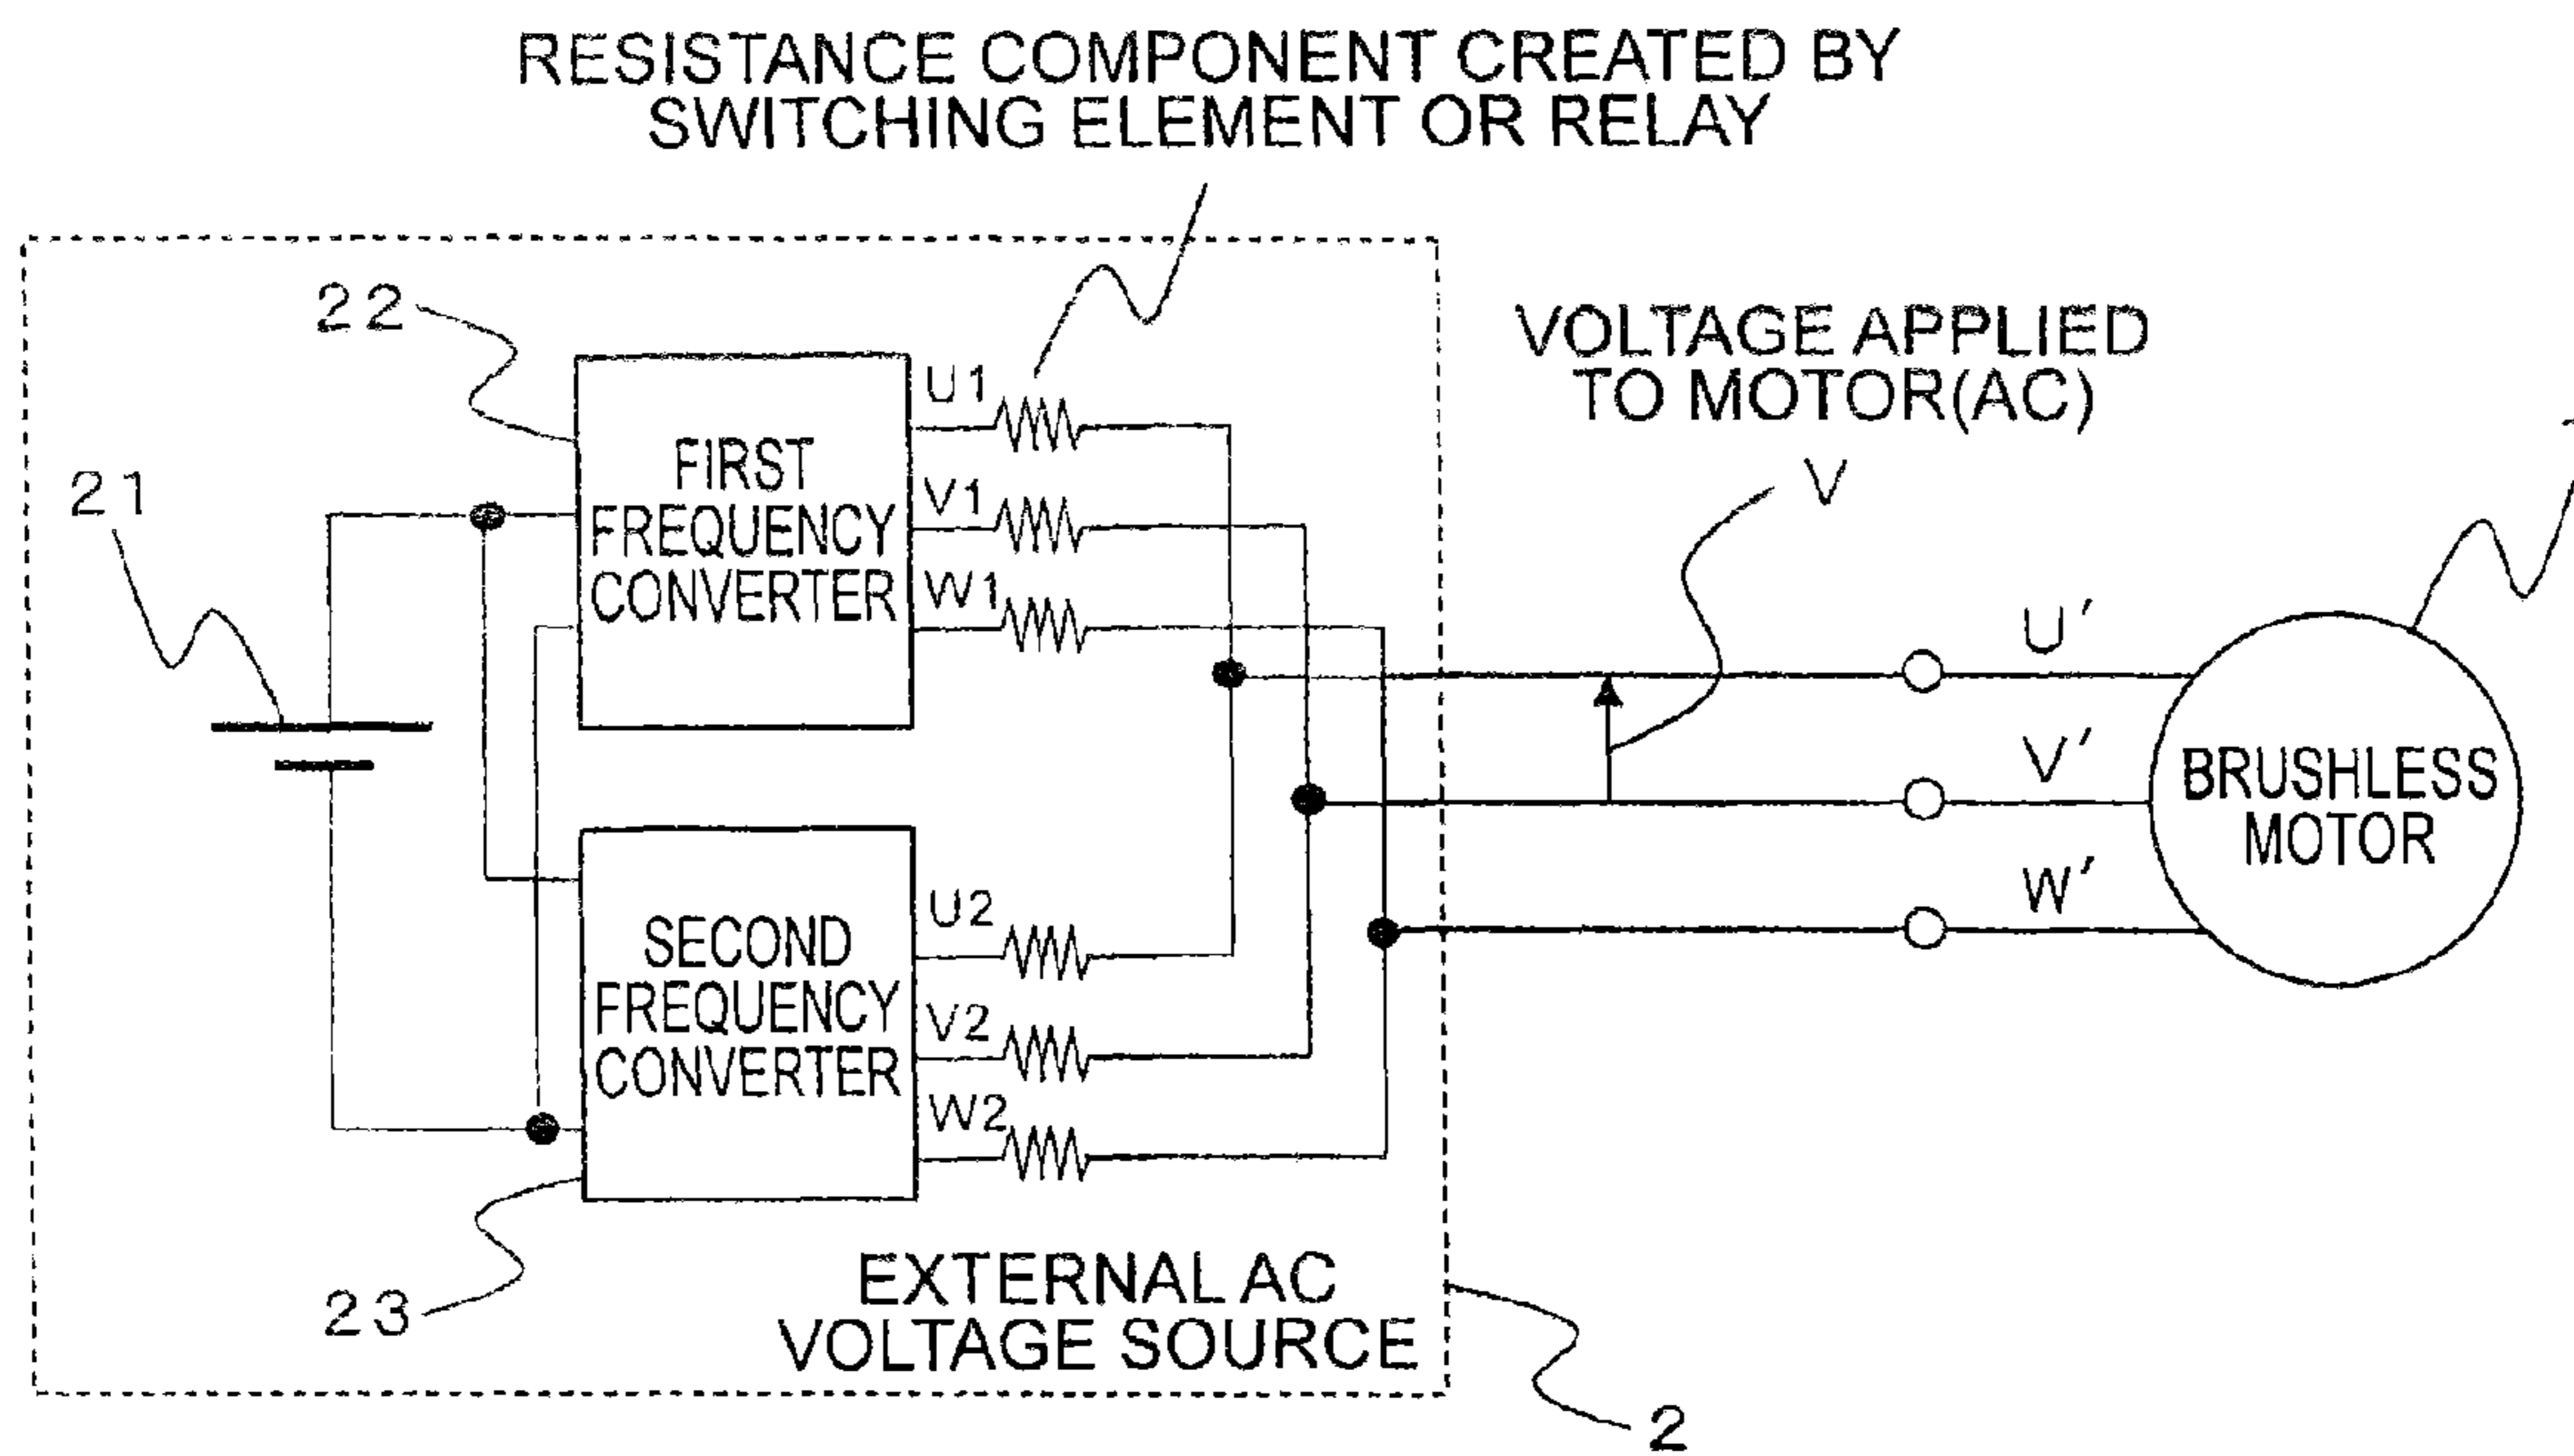 RESISTANCE COMPONENT CREATED BY
SWITCHING ELEMENT OR RELAY
22
21
FIRST
FREQUENCY
CONVERTER
U1
V1
W1
VOLTAGE APPLIED
TO MOTOR(AC)
V
U'
V'
W'
BRUSHLESS
MOTOR
SECOND
FREQUENCY
CONVERTER
U2
V2
W2
23
EXTERNAL AC
VOLTAGE SOURCE
2